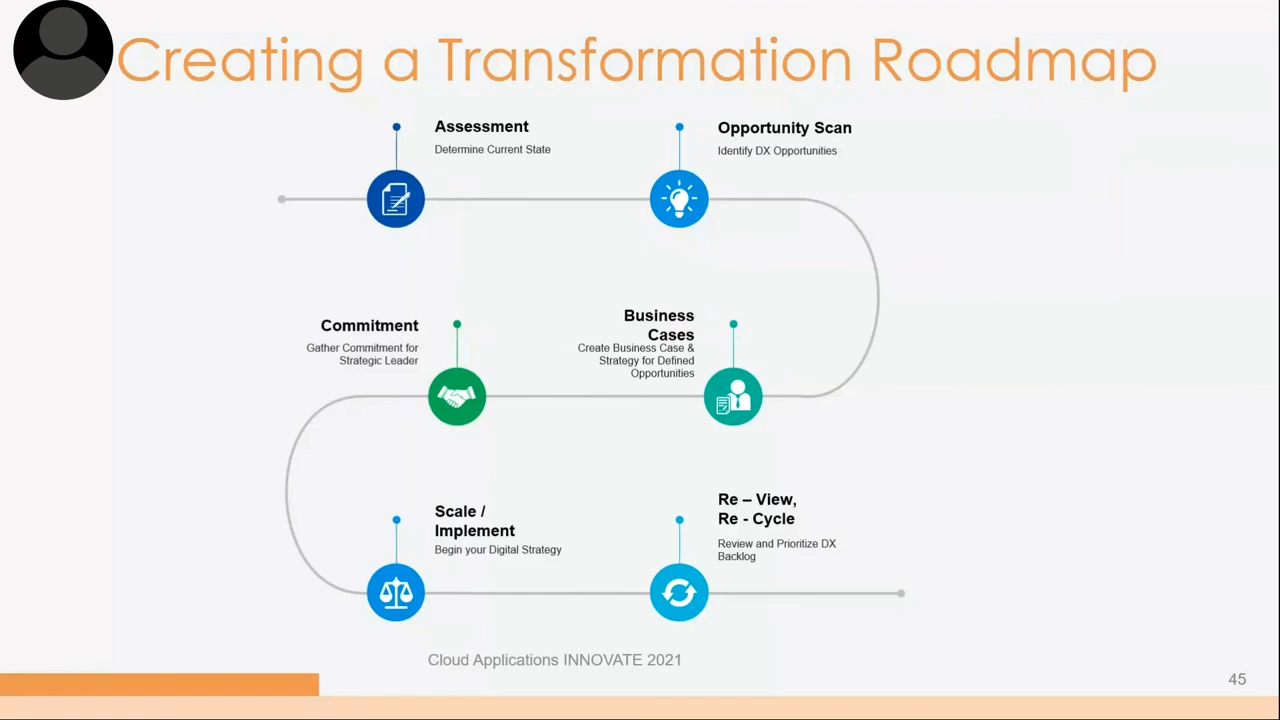 Creating a Transformation Roadmap
Assessment
Determine Current State
Opportunity Scan
Identify DX Opportunities
Business
Cases
Create Business Case &
Strategy for Defined
Opportunities
Commitment
Gather Commitment for
Strategic Leader
Scale /
Implement
Begin your Digital Strategy
Re – View,
Re - Cycle
Review and Prioritize DX
Backlog
Cloud Applications INNOVATE 2021
45